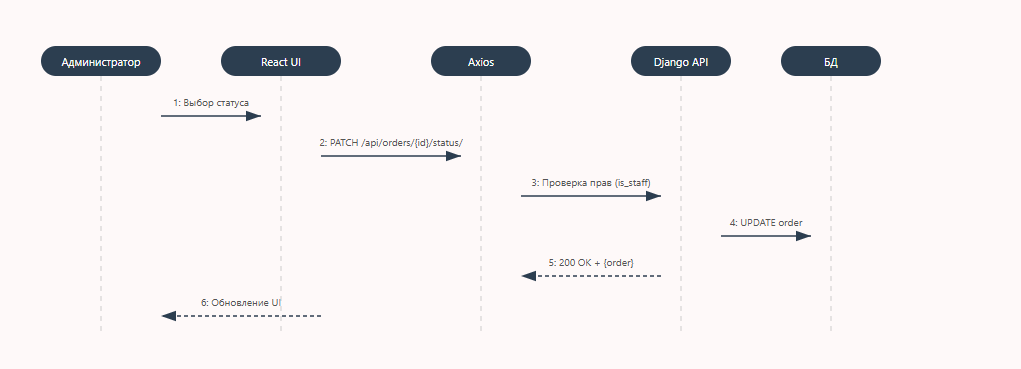 Администратор
React UI
Axios
Django API
БД
1: Выбор статуса
2: PATCH /api/orders/{id}/status/
3: Проверка прав (is_staff)
4: UPDATE order
5: 200 OK + {order}
6: Обновление UI